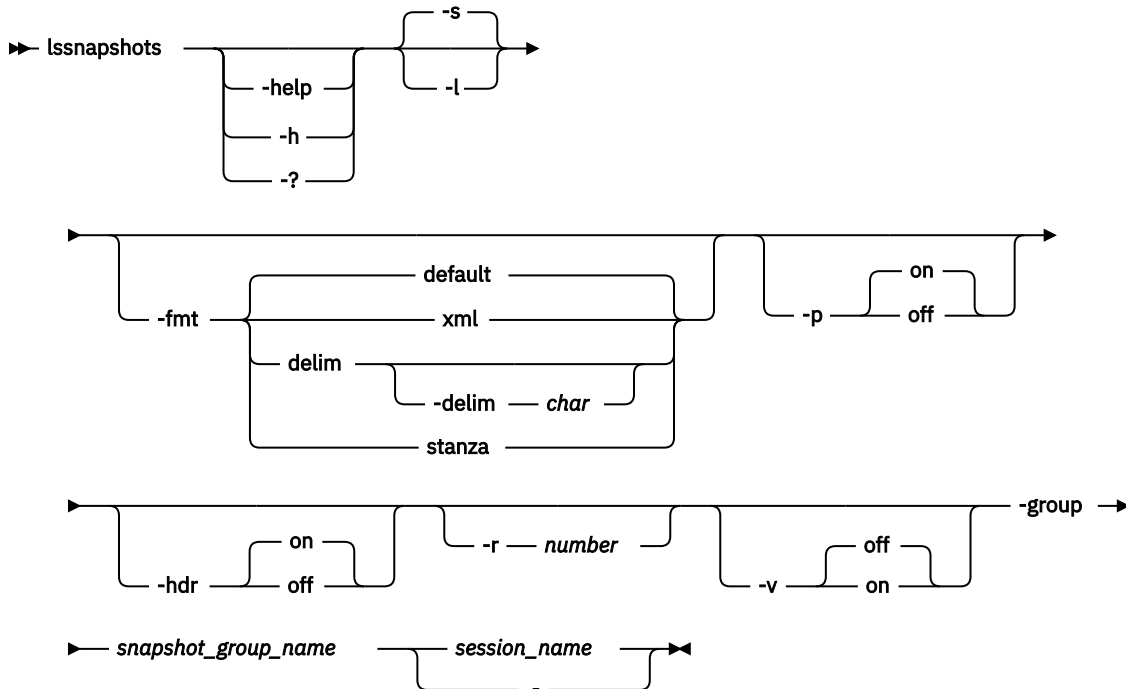 -s
lssnapshots
-help
-l
-h
-?
default
on
-fmt
xml
-p
off
delim
-delim char
stanza
-group
on
-r number
off
-hdr
off
-v
on
snapshot_group_name
session_name
-